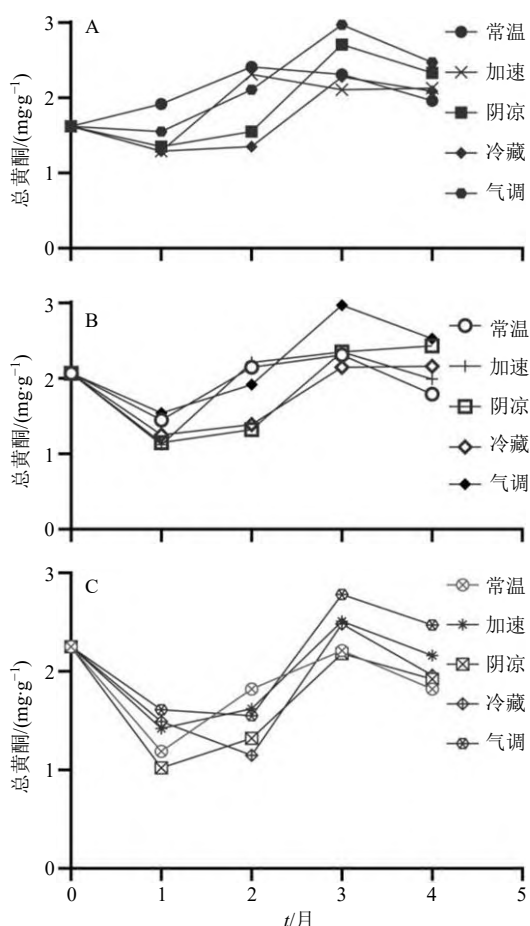 A
3
2
1
0
总黄酮/(mg·g⁻¹)
常温
加速
阴凉
冷藏
气调
B
3
2
1
0
总黄酮/(mg·g⁻¹)
常温
加速
阴凉
冷藏
气调
C
3
2
1
0
总黄酮/(mg·g⁻¹)
常温
加速
阴凉
冷藏
气调
0 1 2 3 4 5
t/月